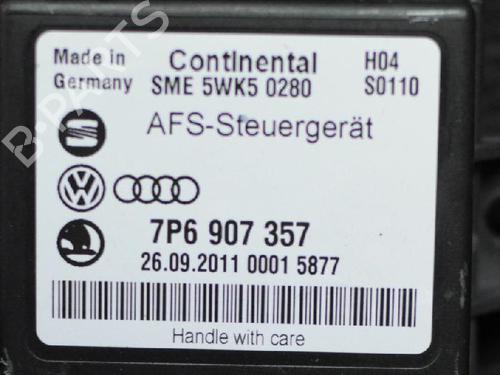 Made in Continental H04
Germany SME 5WK5 0280 S0110
AFS-Steuergerät
7P6 907 357
26.09.2011 0001 5877
Handle with care
B-PARTS